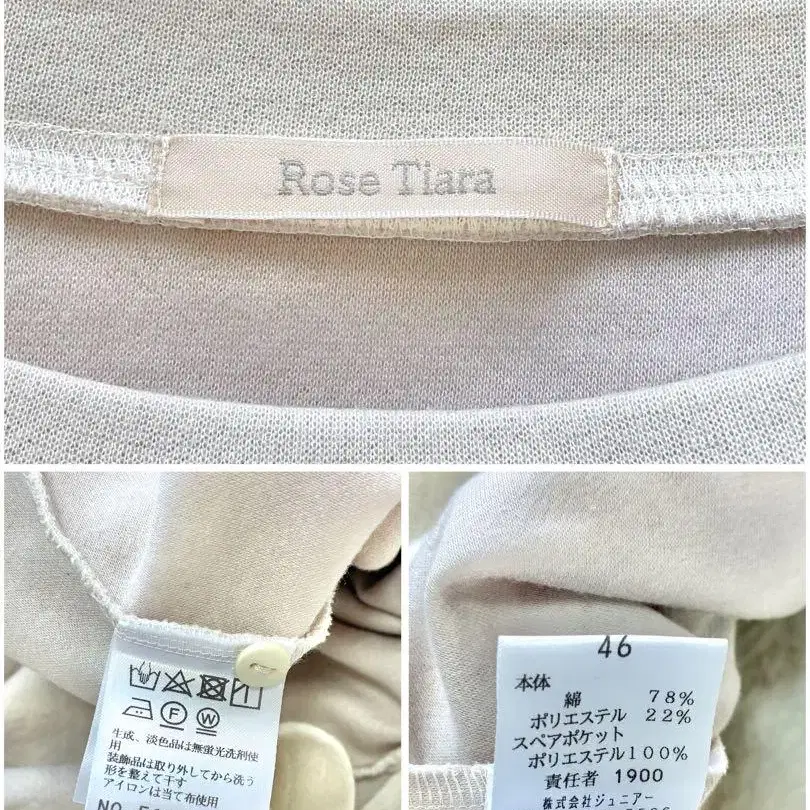 Rose Tiara
生成、淡色品は無蛍光洗剤使
用
装飾品は取り外してから洗う
形を整えて干す
アイロンは当て布使用
NO.
46
本体
綿 78%
ポリエステル 22%
スペアポケット
ポリエステル100%
責任者 1900
株式会社ジュニアー